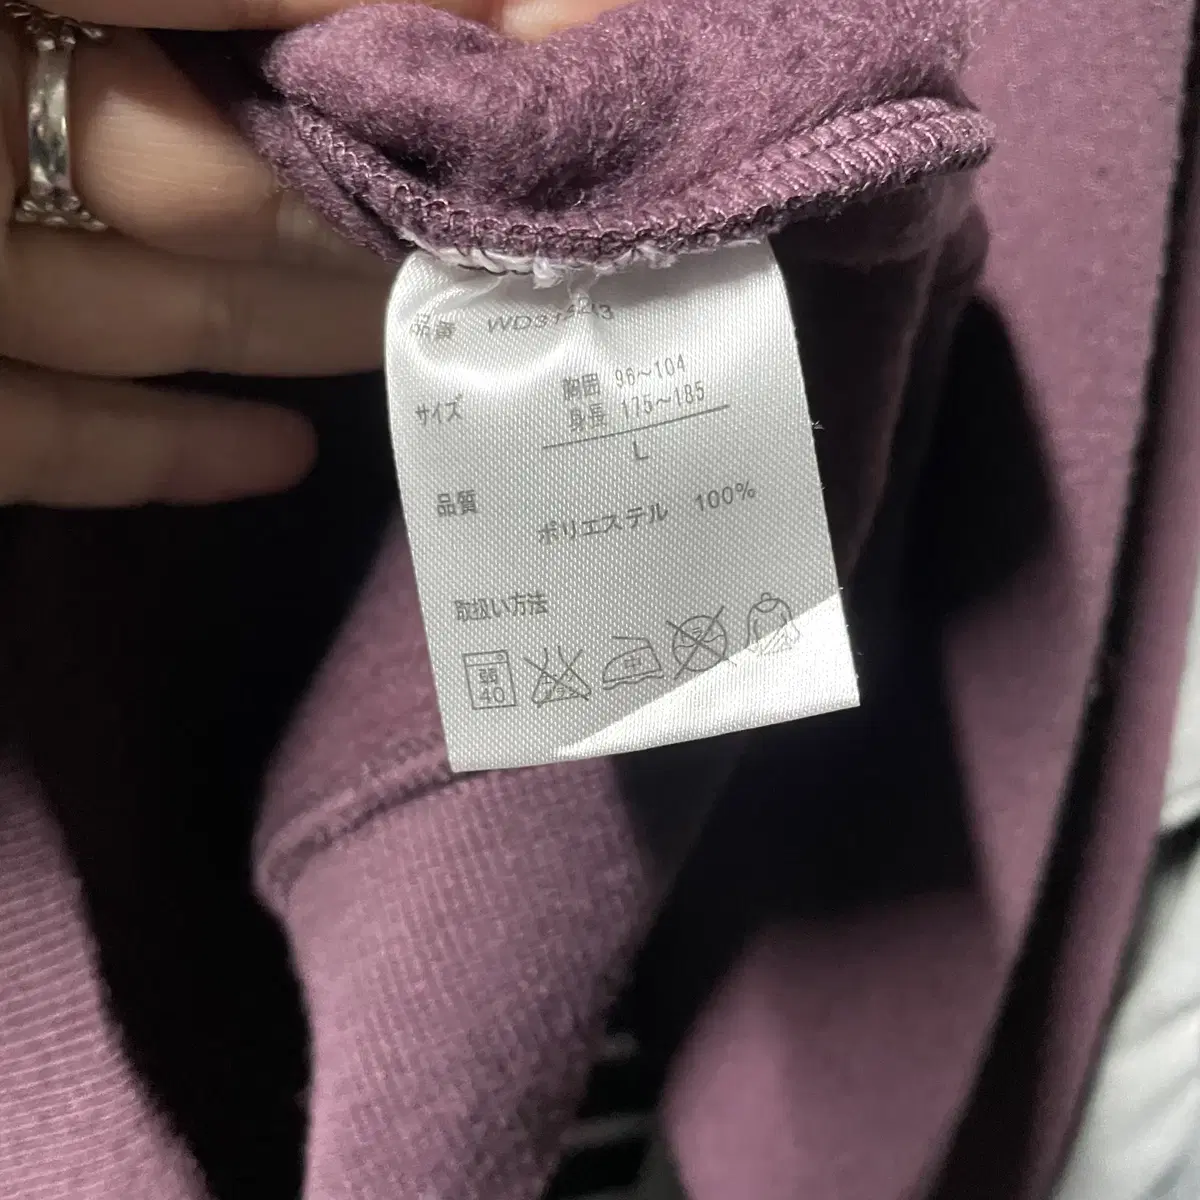 品番
サイズ 胸囲 96～104
身長 175～185
L
品質
ポリエステル 100%
取扱い方法
弱
40
中